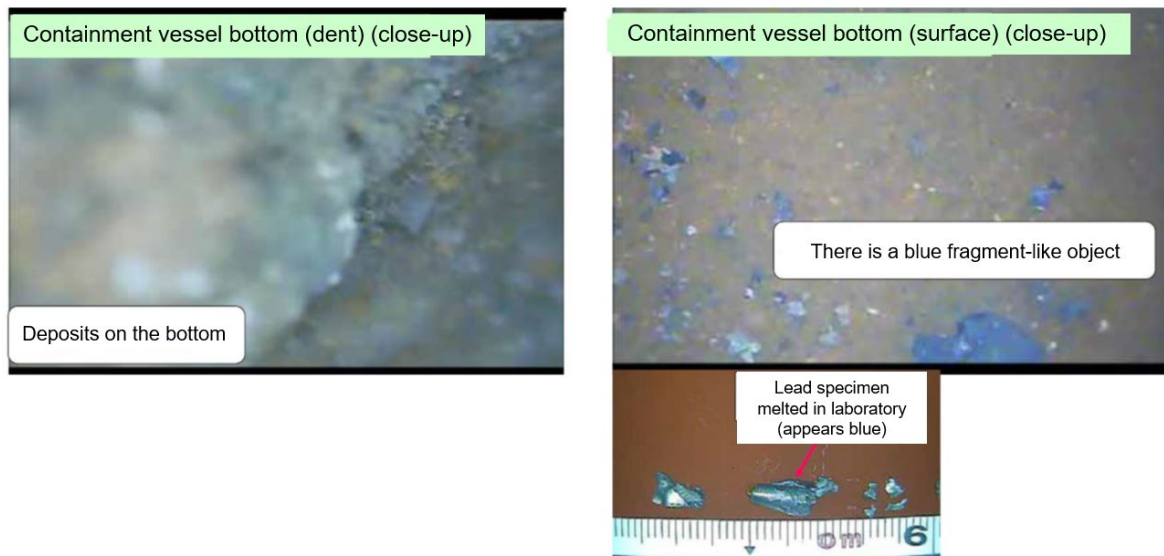 Containment vessel bottom (dent) (close-up)
Deposits on the bottom
Containment vessel bottom (surface) (close-up)
There is a blue fragment-like object
Lead specimen
melted in laboratory
(appears blue)
0 m
6